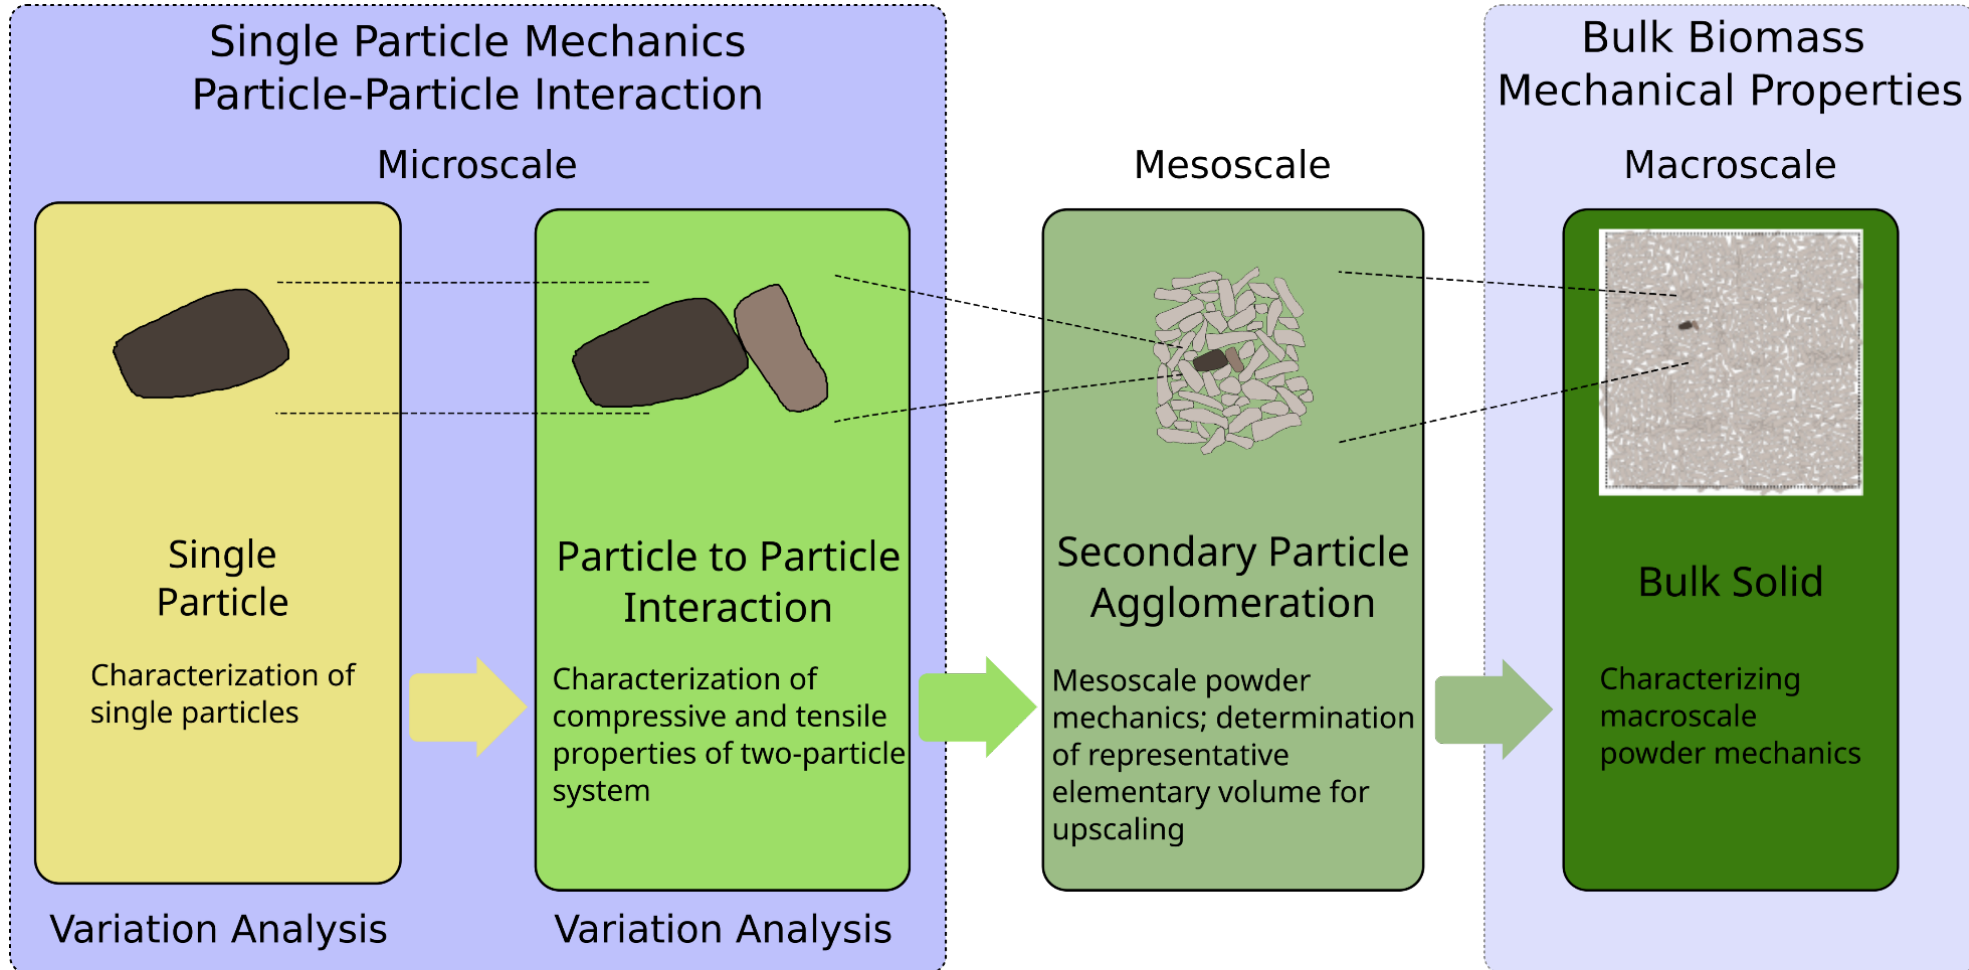 Single Particle Mechanics
Particle-Particle Interaction
Microscale
Single
Particle
Characterization of
single particles
Variation Analysis
Particle to Particle
Interaction
Characterization of
compressive and tensile
properties of two-particle
system
Variation Analysis
Mesoscale
Secondary Particle
Agglomeration
Mesoscale powder
mechanics; determination
of representative
elementary volume for
upscaling
Bulk Biomass
Mechanical Properties
Macroscale
Bulk Solid
Characterizing
macroscale
powder mechanics